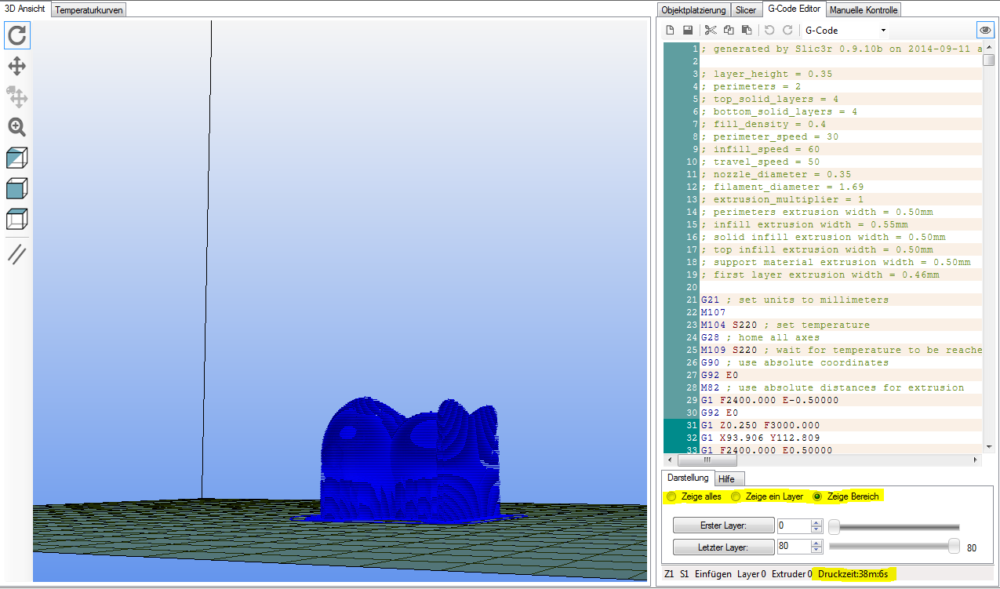 3D Ansicht
Temperaturkurven
Objektplatzierung
Slicer
G-Code Editor
Manuelle Kontrolle
G-Code
1 ; generated by Slic3r 0.9.10b on 2014-09-11 a
2
3 ; layer_height = 0.35
4 ; perimeters = 2
5 ; top_solid_layers = 4
6 ; bottom_solid_layers = 4
7 ; fill_density = 0.4
8 ; perimeter_speed = 30
9 ; infill_speed = 60
10 ; travel_speed = 50
11 ; nozzle_diameter = 0.35
12 ; filament_diameter = 1.69
13 ; extrusion_multiplier = 1
14 ; perimeters extrusion width = 0.50mm
15 ; infill extrusion width = 0.55mm
16 ; solid infill extrusion width = 0.50mm
17 ; top infill extrusion width = 0.50mm
18 ; support material extrusion width = 0.50mm
19 ; first layer extrusion width = 0.46mm
20
21 G21 ; set units to millimeters
22 M107
23 M104 S220 ; set temperature
24 G28 ; home all axes
25 M109 S220 ; wait for temperature to be reache
26 G90 ; use absolute coordinates
27 G92 E0
28 M82 ; use absolute distances for extrusion
29 G1 F2400.000 E-0.50000
30 G92 E0
31 G1 Z0.250 F3000.000
32 G1 X93.906 Y112.809
33 G1 F2400.000 E0.50000
Darstellung
Hilfe
Zeige alles
Zeige ein Layer
Zeige Bereich
Erster Layer:
0
Letzter Layer:
80
80
Z1 S1 Einfügen Layer 0 Extruder 0 Druckzeit:38m:6s